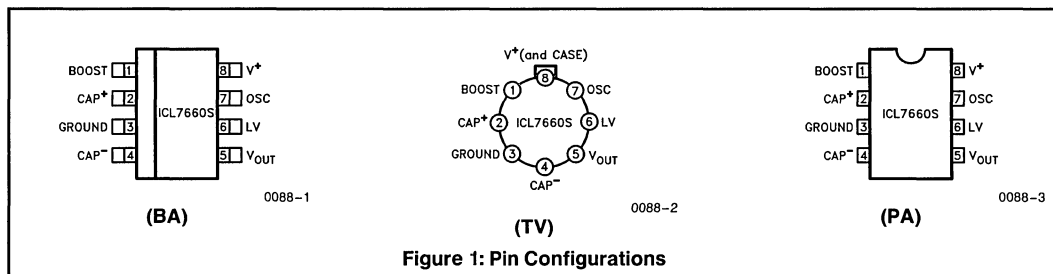 BOOST 1 8 V+
CAP+ 2 7 OSC
ICL7660S
GROUND 3 6 LV
CAP- 4 5 VOUT
0088-1
(BA)
V+(and CASE)
8
BOOST 1 7 OSC
CAP+ 2 ICL7660S 6 LV
GROUND 3 5 VOUT
4
CAP-
0088-2
(TV)
BOOST 1 8 V+
CAP+ 2 7 OSC
ICL7660S
GROUND 3 6 LV
CAP- 4 5 VOUT
0088-3
(PA)
Figure 1: Pin Configurations